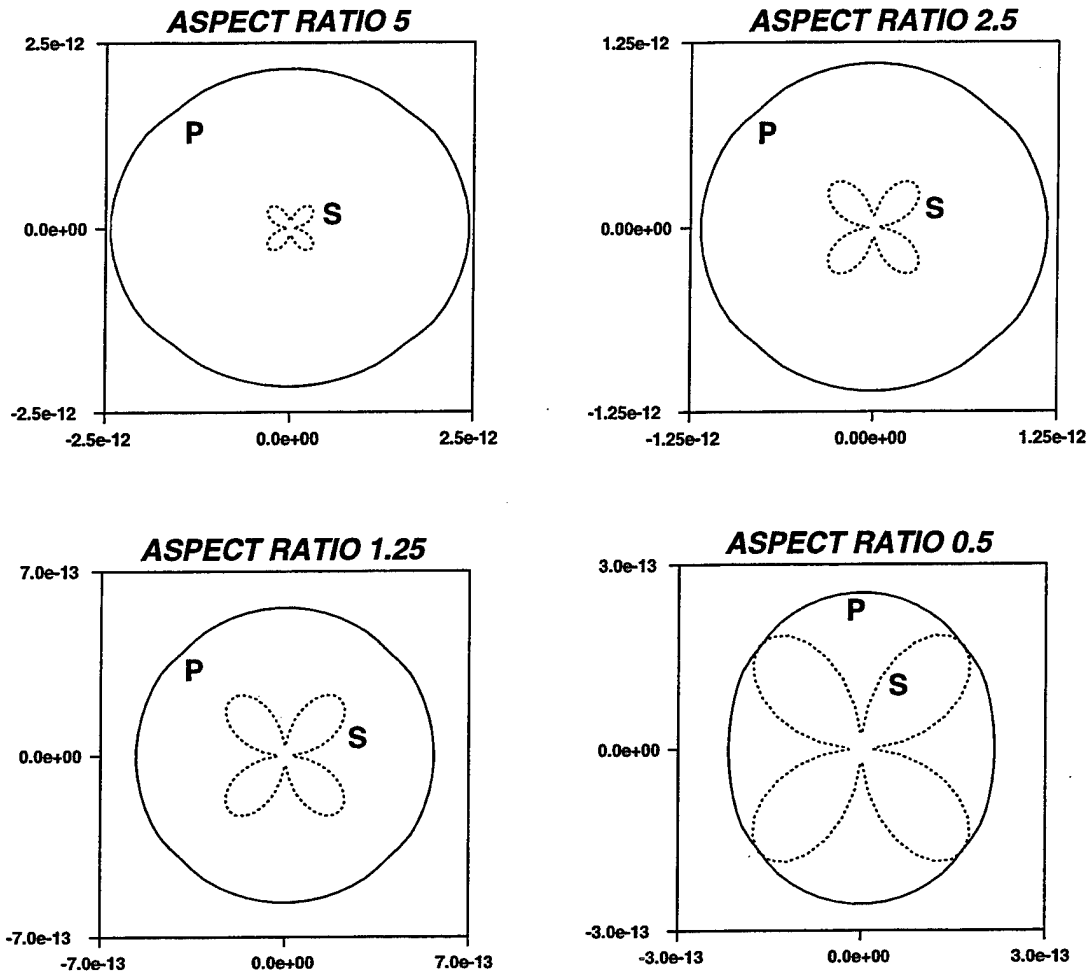 ASPECT RATIO 5
2.5e-12
P
S
0.0e+00
-2.5e-12
-2.5e-12 0.0e+00 2.5e-12
ASPECT RATIO 2.5
1.25e-12
P
S
0.00e+00
-1.25e-12
-1.25e-12 0.00e+00 1.25e-12
ASPECT RATIO 1.25
7.0e-13
P
S
0.0e+00
-7.0e-13
-7.0e-13 0.0e+00 7.0e-13
ASPECT RATIO 0.5
3.0e-13
P
S
0.0e+00
-3.0e-13
-3.0e-13 0.0e+00 3.0e-13